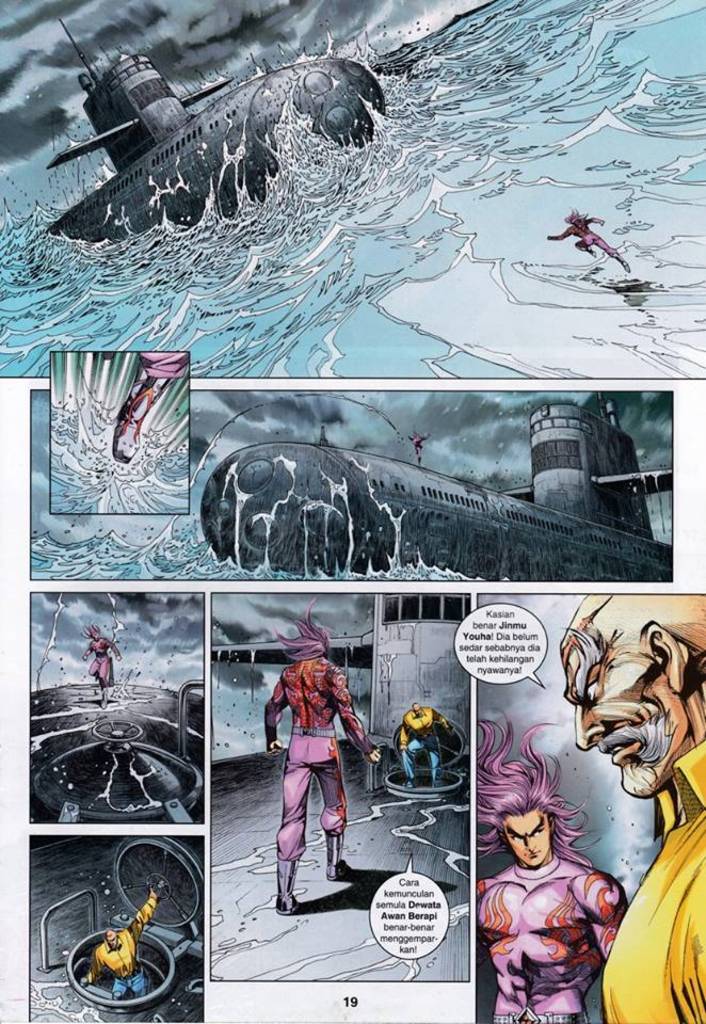 Kasian
benar Jinmu
Youha! Dia belum
sedar sebabnya dia
telah kehilangan
nyawanya!
Cara
kemunculan
semula Dewata
Awan Berapi
benar-benar
menggempar-
kan!
19